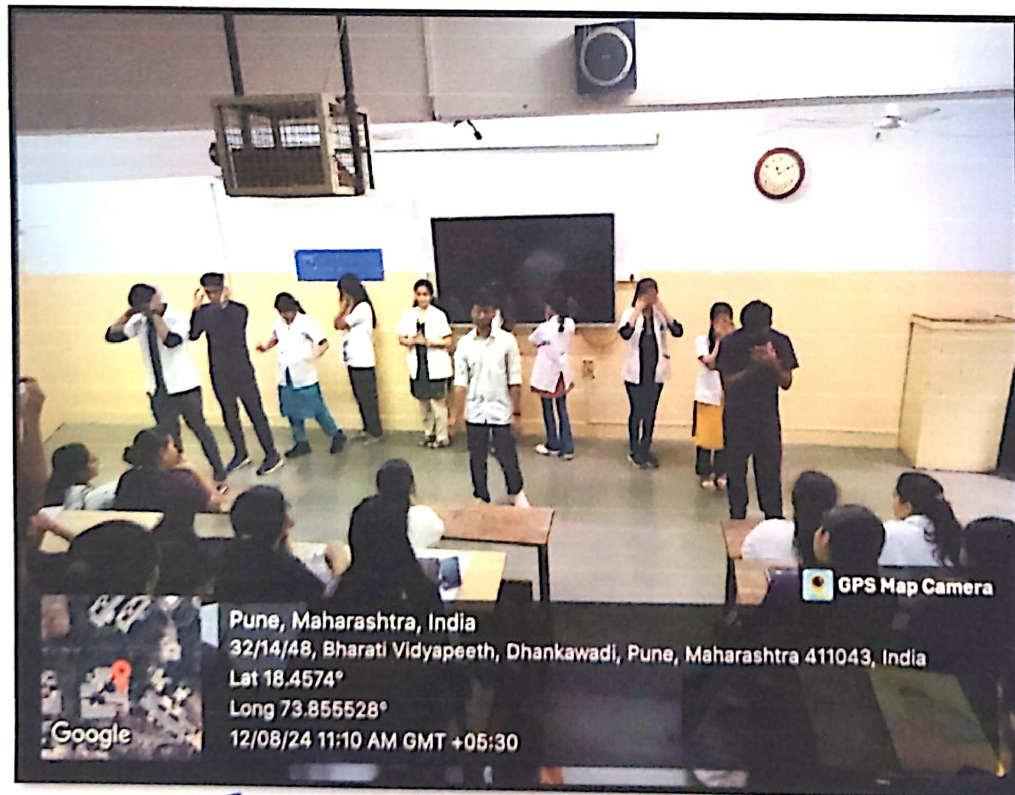 GPS Map Camera
Pune, Maharashtra, India
32/14/48, Bharati Vidyapeeth, Dhankawadi, Pune, Maharashtra 411043, India
Lat 18.4574°
Long 73.855528°
12/08/24 11:10 AM GMT +05:30
Google